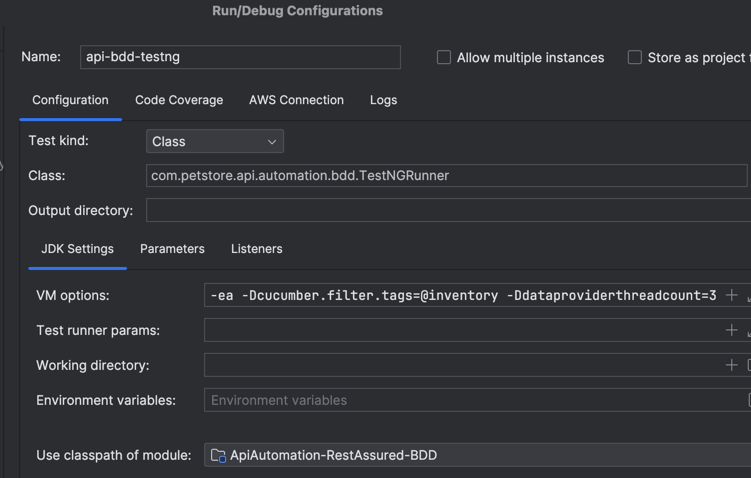 Run/Debug Configurations
Name: api-bdd-testng Allow multiple instances Store as project
Configuration Code Coverage AWS Connection Logs
Test kind: Class
Class: com.petstore.api.automation.bdd.TestNGRunner
Output directory:
JDK Settings Parameters Listeners
VM options: -ea -Dcucumber.filter.tags=@inventory -Ddataproviderthreadcount=3
Test runner params:
Working directory:
Environment variables: Environment variables
Use classpath of module: ApiAutomation-RestAssured-BDD